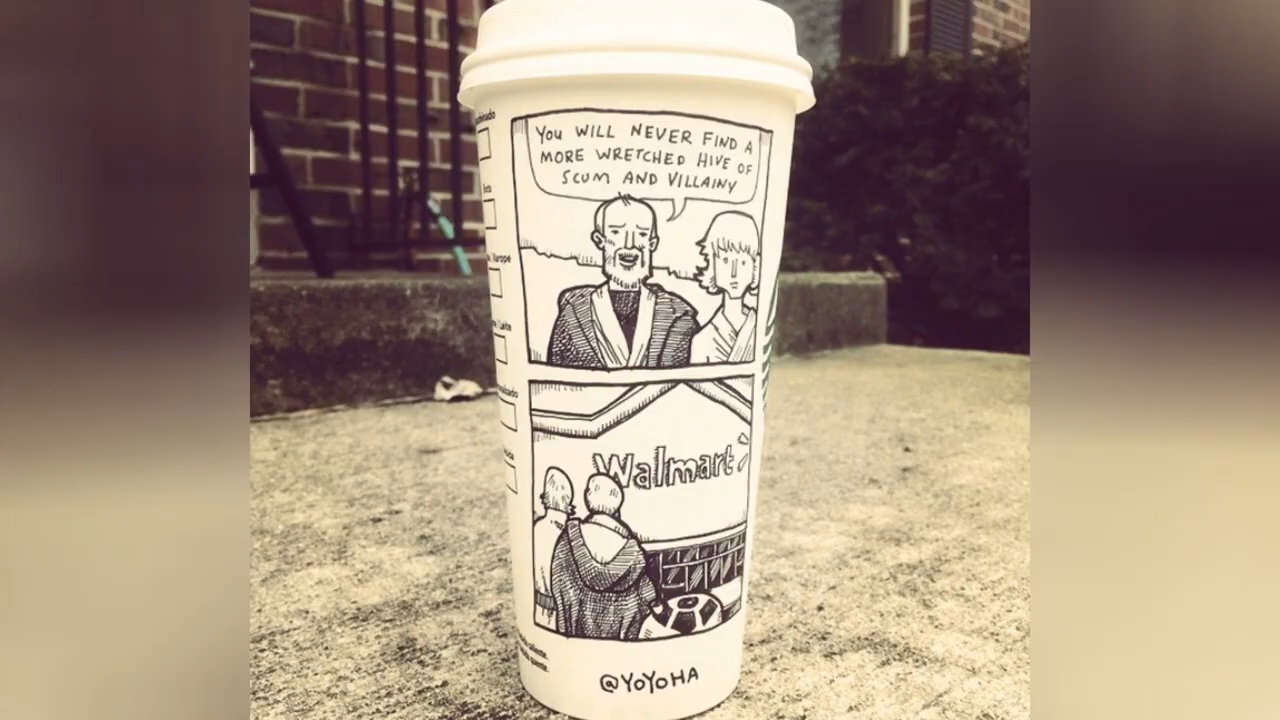 YOU WILL NEVER FIND A
MORE WRETCHED HIVE OF
SCUM AND VILLAINY
Walmart
@YOYOHA